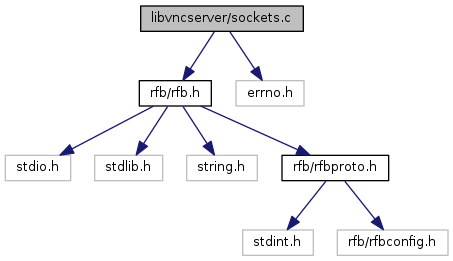 libvncserver/sockets.c
rfb/rfb.h
errno.h
stdio.h
stdlib.h
string.h
rfb/rfbproto.h
stdint.h
rfb/rfbconfig.h